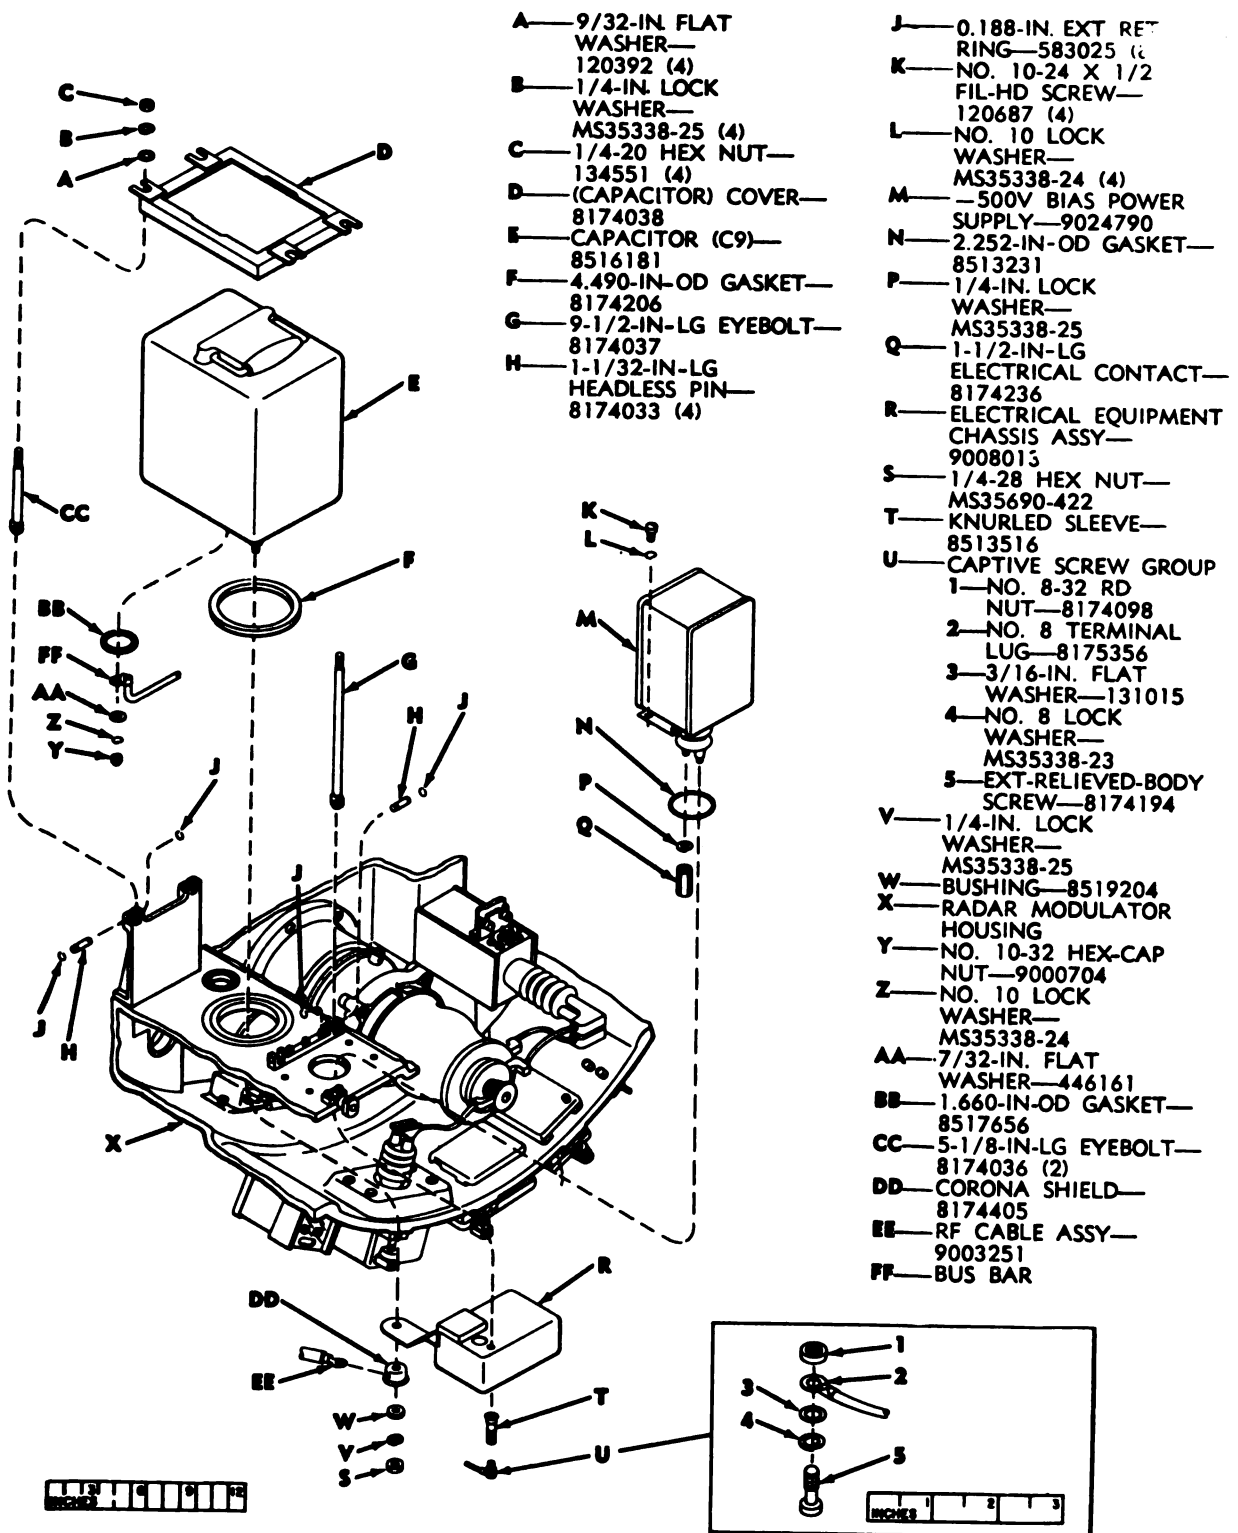 A—9/32-IN. FLAT
WASHER—
120392 (4)
B—1/4-IN. LOCK
WASHER—
MS35338-25 (4)
C—1/4-20 HEX NUT—
134551 (4)
D—(CAPACITOR) COVER—
8174038
E—CAPACITOR (C9)—
8516181
F—4.490-IN-OD GASKET—
8174206
G—9-1/2-IN-LG EYEBOLT—
8174037
H—1-1/32-IN-LG
HEADLESS PIN—
8174033 (4)
J—0.188-IN. EXT RET
RING—583025
K—NO. 10-24 X 1/2
FIL-HD SCREW—
120687 (4)
L—NO. 10 LOCK
WASHER—
MS35338-24 (4)
M—-500V BIAS POWER
SUPPLY—9024790
N—2.252-IN-OD GASKET—
8513231
P—1/4-IN. LOCK
WASHER—
MS35338-25
Q—1-1/2-IN-LG
ELECTRICAL CONTACT—
8174236
R—ELECTRICAL EQUIPMENT
CHASSIS ASSY—
S—1/4-28 HEX NUT—
MS35690-422
T—KNURLED SLEEVE—
8513516
U—CAPTIVE SCREW GROUP
1—NO. 8-32 RD
NUT—8174098
2—NO. 8 TERMINAL
LUG—8175356
3—3/16-IN. FLAT
WASHER—131015
4—NO. 8 LOCK
WASHER—
MS35338-23
5—EXT-RELIEVED-BODY
SCREW—8174194
V—1/4-IN. LOCK
WASHER—
MS35338-25
W—BUSHING—8519204
X—RADAR MODULATOR
HOUSING
Y—NO. 10-32 HEX-CAP
NUT—9000704
Z—NO. 10 LOCK
WASHER—
MS35338-24
AA—7/32-IN. FLAT
WASHER—446161
BB—1.660-IN-OD GASKET—
8517656
CC—5-1/8-IN-LG EYEBOLT—
8174036 (2)
DD—CORONA SHIELD—
8174405
EE—RF CABLE ASSY—
9003251
FF—BUS BAR
C
B
A
D
E
CC
F
BB
FF
AA
Z
Y
G
H
J
J
J
J
H
K
L
M
N
P
Q
X
R
DD
EE
W
V
S
T
U
1
2
3
4
5
3 6 9 12
INCHES
1 2 3
INCHES